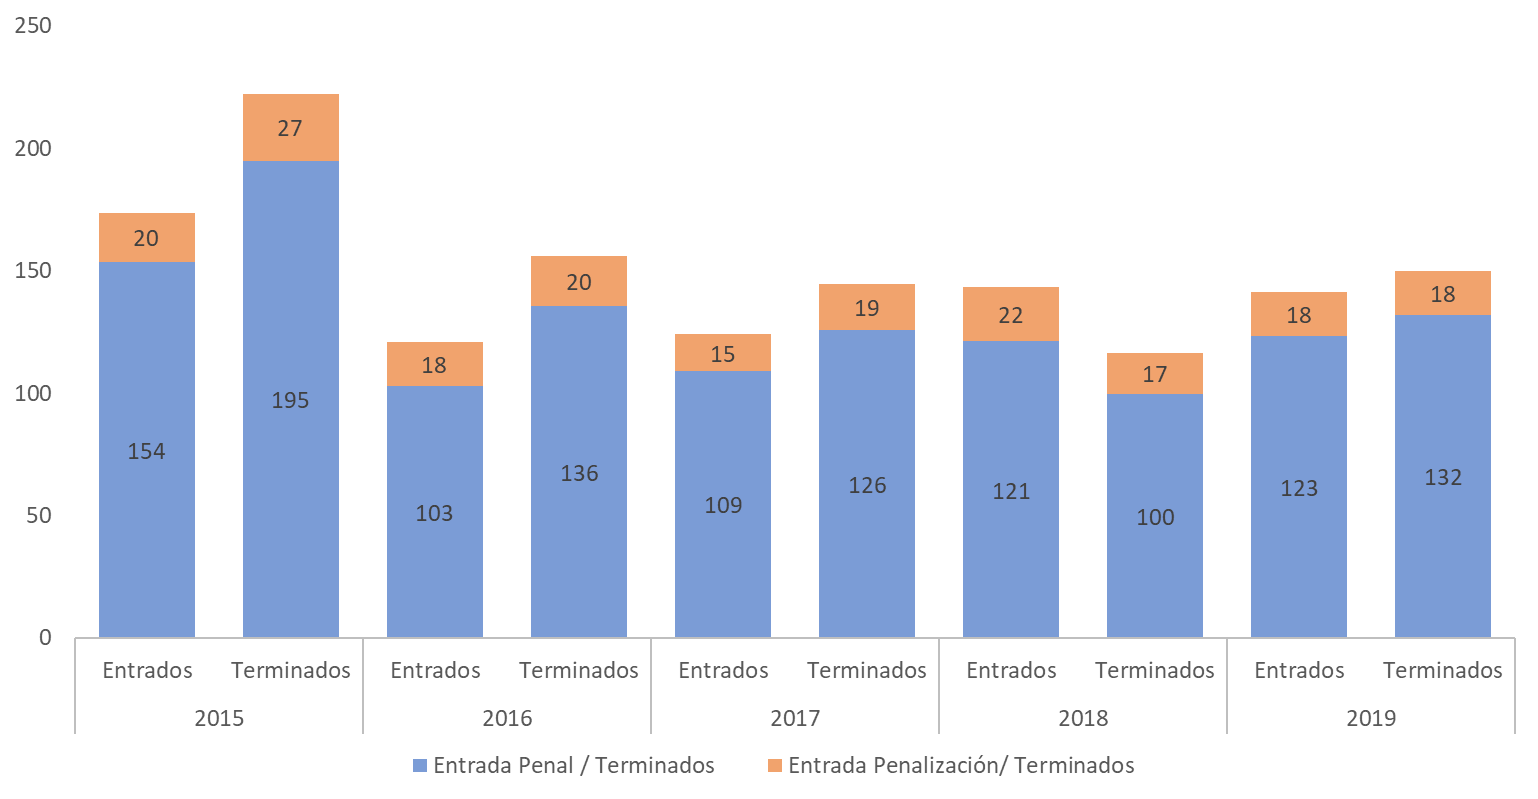 250
200
150
100
50
0
20 27 18 20 15 19 22 17 18 18
154 195 103 136 109 126 121 100 123 132
Entrados Terminados Entrados Terminados Entrados Terminados Entrados Terminados Entrados Terminados
2015 2016 2017 2018 2019
Entrada Penal / Terminados Entrada Penalización/ Terminados